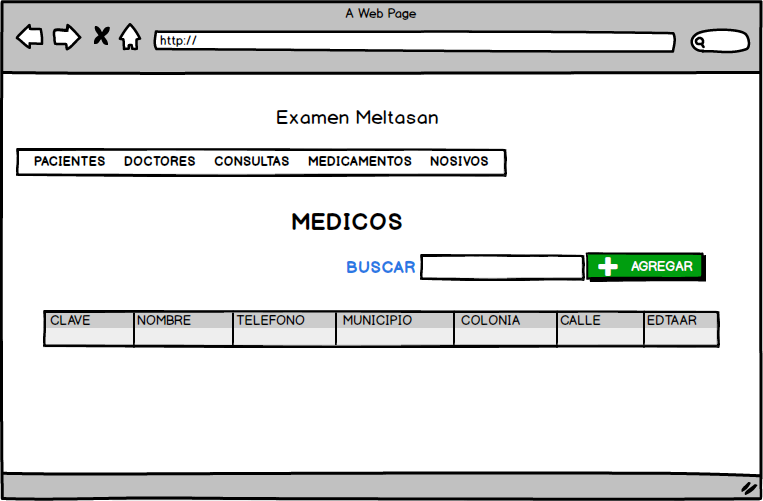 A Web Page
http://
Examen Meltasan
PACIENTES DOCTORES CONSULTAS MEDICAMENTOS NOSIVOS
MEDICOS
BUSCAR AGREGAR
CLAVE NOMBRE TELEFONO MUNICIPIO COLONIA CALLE EDTAAR